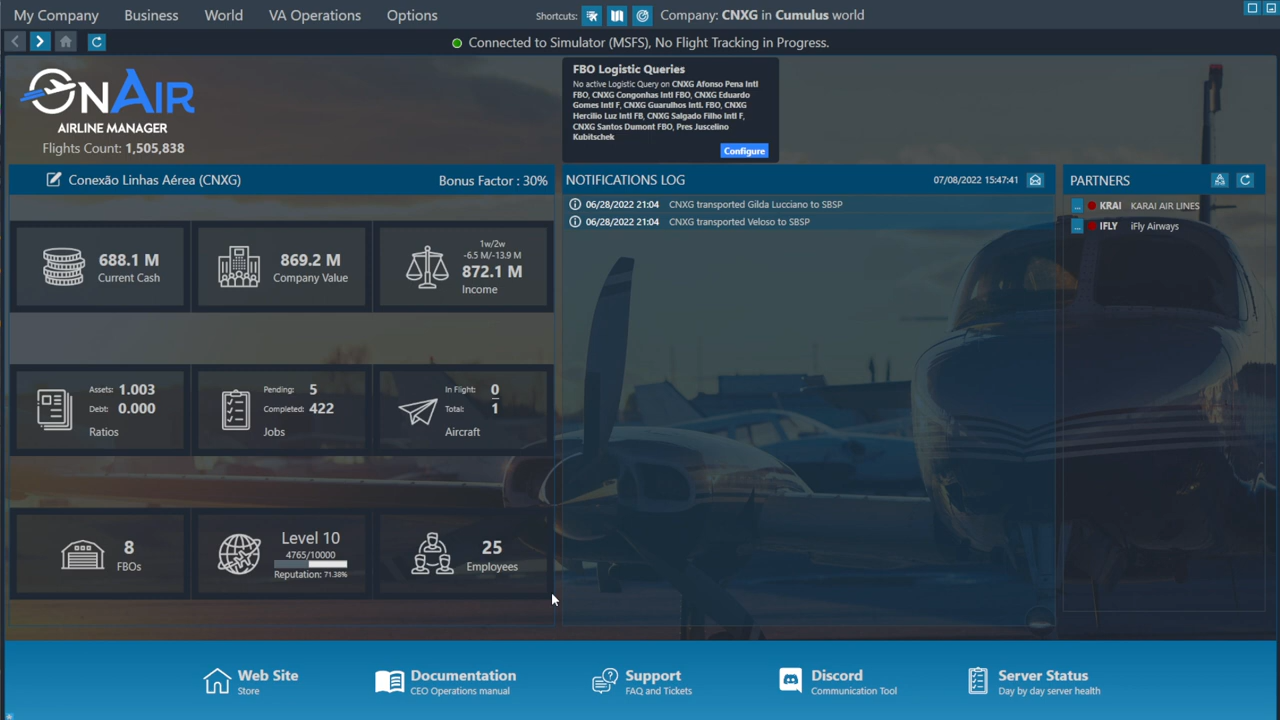 My Company Business World VA Operations Options Shortcuts: Company: CNXG in Cumulus world
Connected to Simulator (MSFS), No Flight Tracking in Progress.
ONAIR
AIRLINE MANAGER
Flights Count: 1,505,838
FBO Logistic Queries
No active Logistic Query on CNXG Afonso Pena Intl
FBO, CNXG Congonhas Intl FBO, CNXG Eduardo
Gomes Intl F, CNXG Guarulhos Intl. FBO, CNXG
Hercilio Luz Intl FB, CNXG Salgado Filho Intl F,
CNXG Santos Dumont FBO, Pres Juscelino
Kubitschek
Configure
Conexão Linhas Aérea (CNXG) Bonus Factor : 30%
688.1 M
Current Cash
869.2 M
Company Value
1w/2w
-6.5 M/-13.9 M
872.1 M
Income
Assets: 1.003
Debt: 0.000
Ratios
Pending: 5
Completed: 422
Jobs
In Flight: 0
Total: 1
Aircraft
8
FBOs
Level 10
4765/10000
Reputation: 71.38%
25
Employees
NOTIFICATIONS LOG 07/08/2022 15:47:41
06/28/2022 21:04 CNXG transported Gilda Lucciano to SBSP
06/28/2022 21:04 CNXG transported Veloso to SBSP
PARTNERS
... KRAI KARAI AIR LINES
... IFLY iFly Airways
Web Site
Store
Documentation
CEO Operations manual
Support
FAQ and Tickets
Discord
Communication Tool
Server Status
Day by day server health